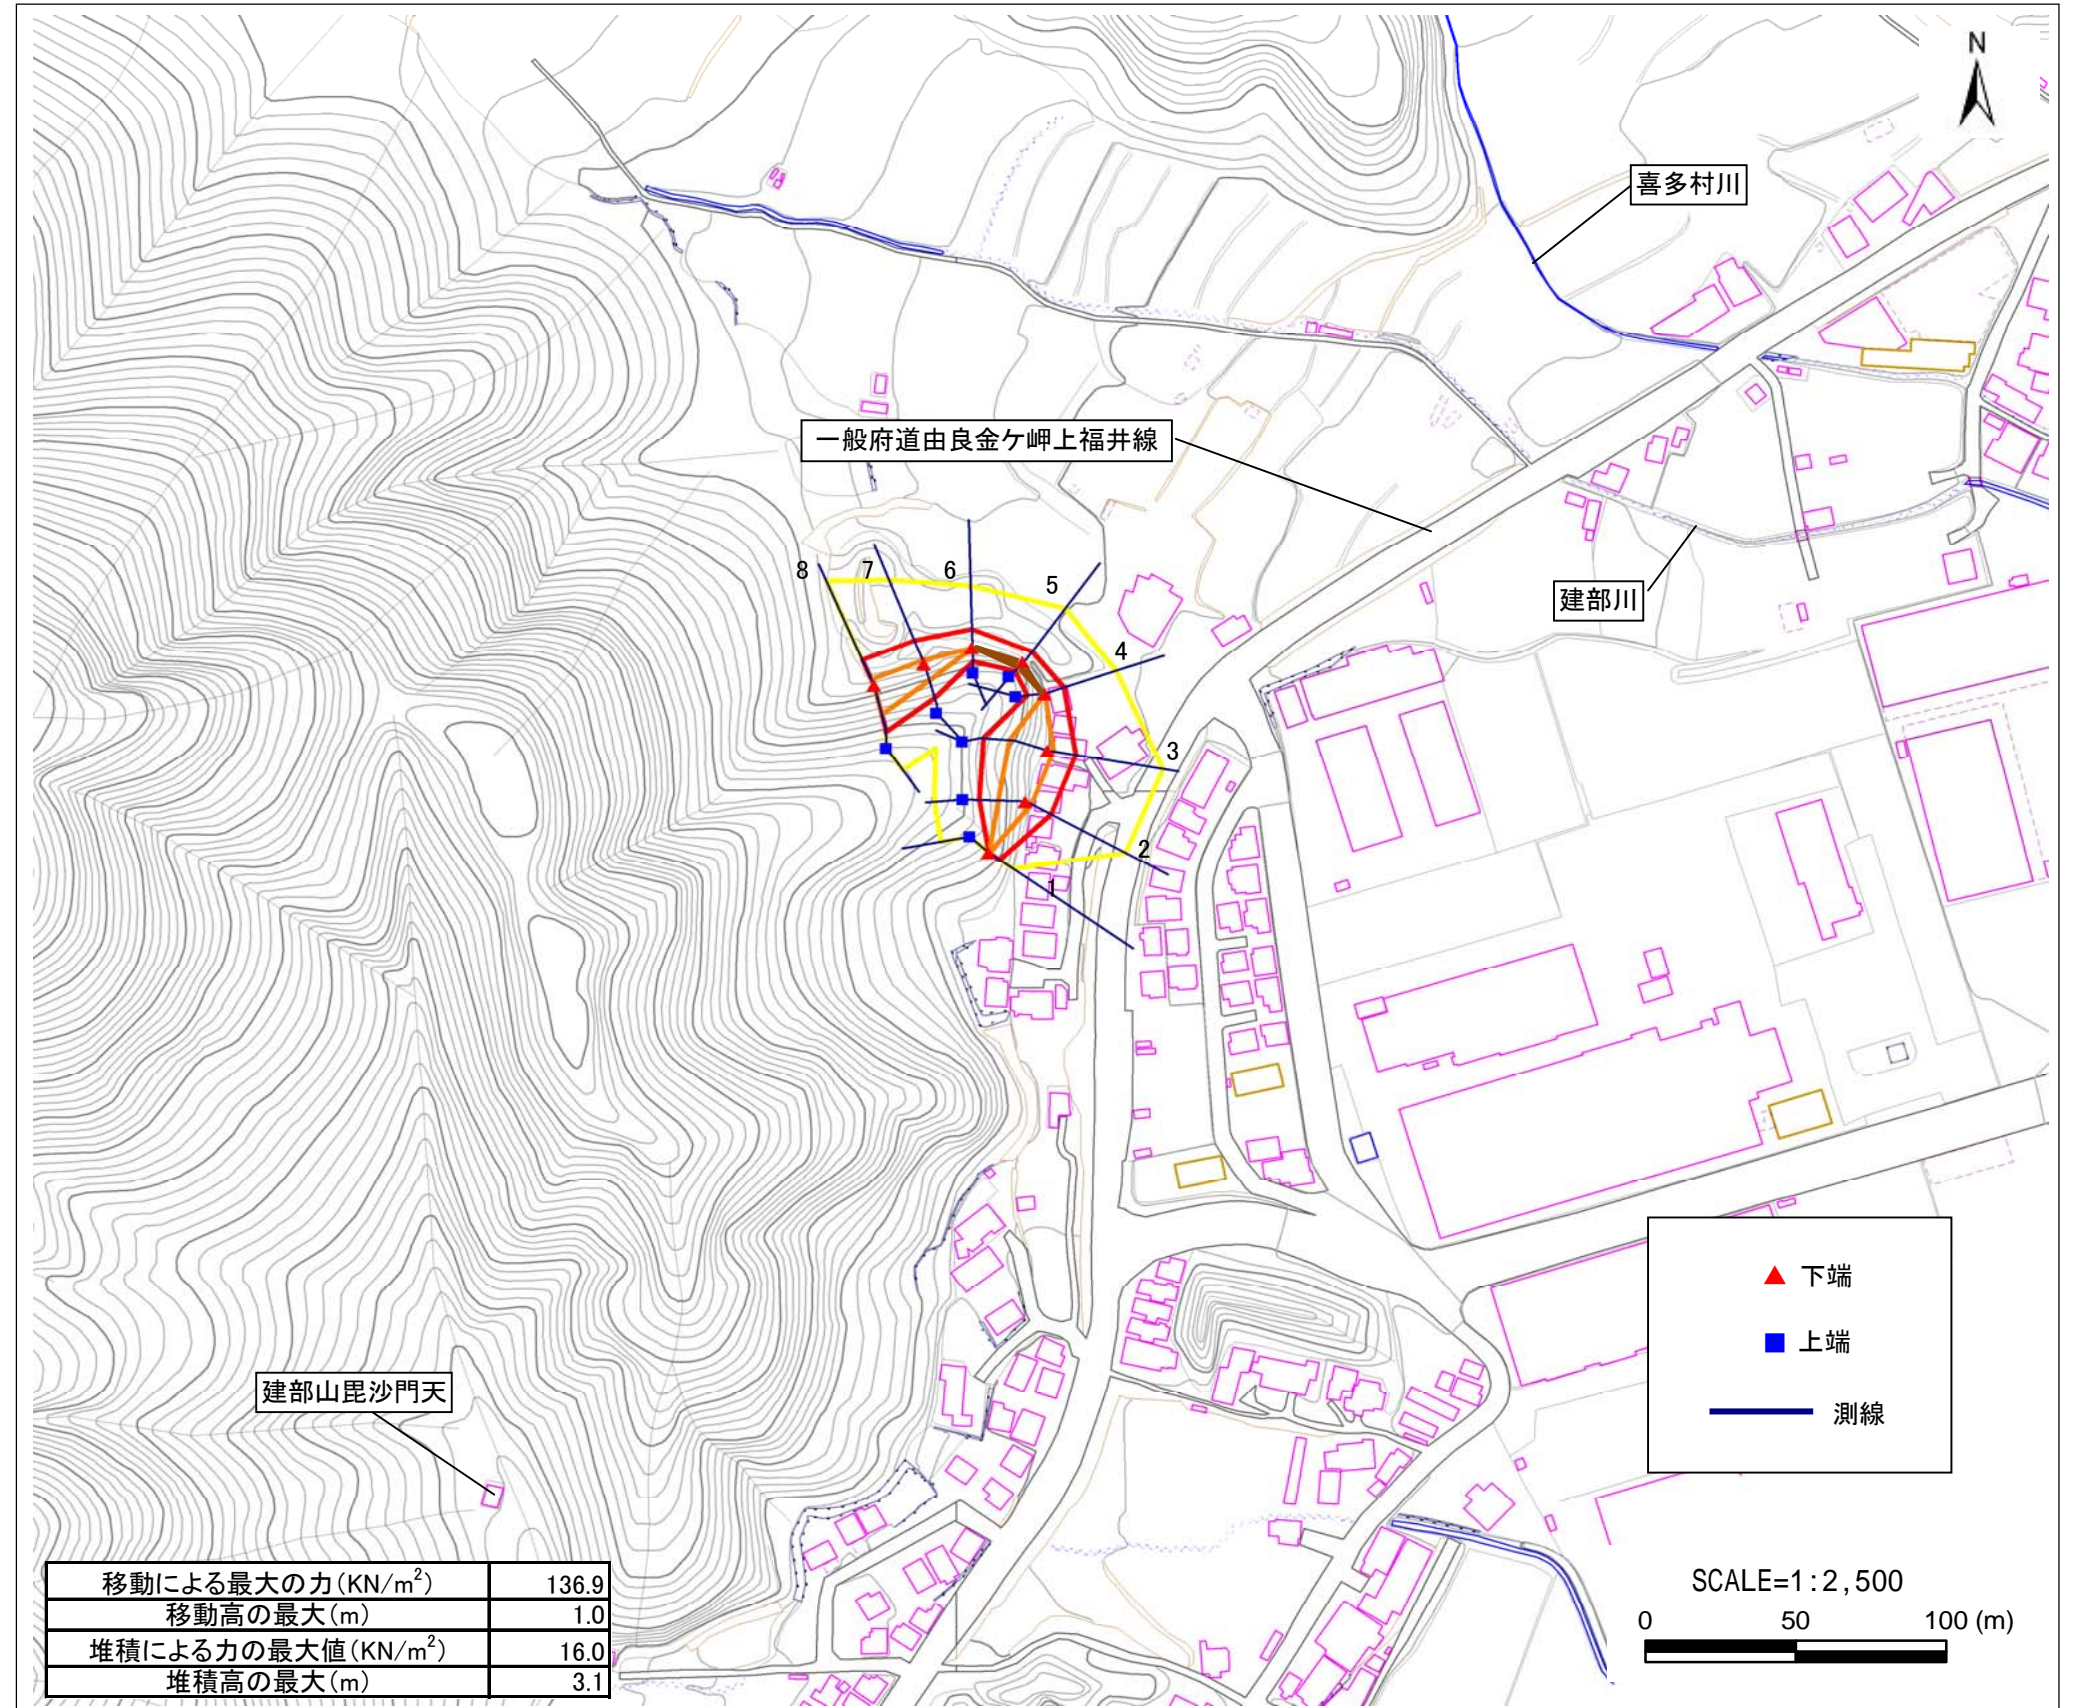 N
喜多村川
一般府道由良金ケ岬上福井線
建部川
8
7
6
5
4
3
2
1
下端
上端
測線
建部山毘沙門天
移動による最大の力(KN/m²) 136.9
移動高の最大(m) 1.0
堆積による力の最大値(KN/m²) 16.0
堆積高の最大(m) 3.1
SCALE=1:2,500
0 50 100 (m)